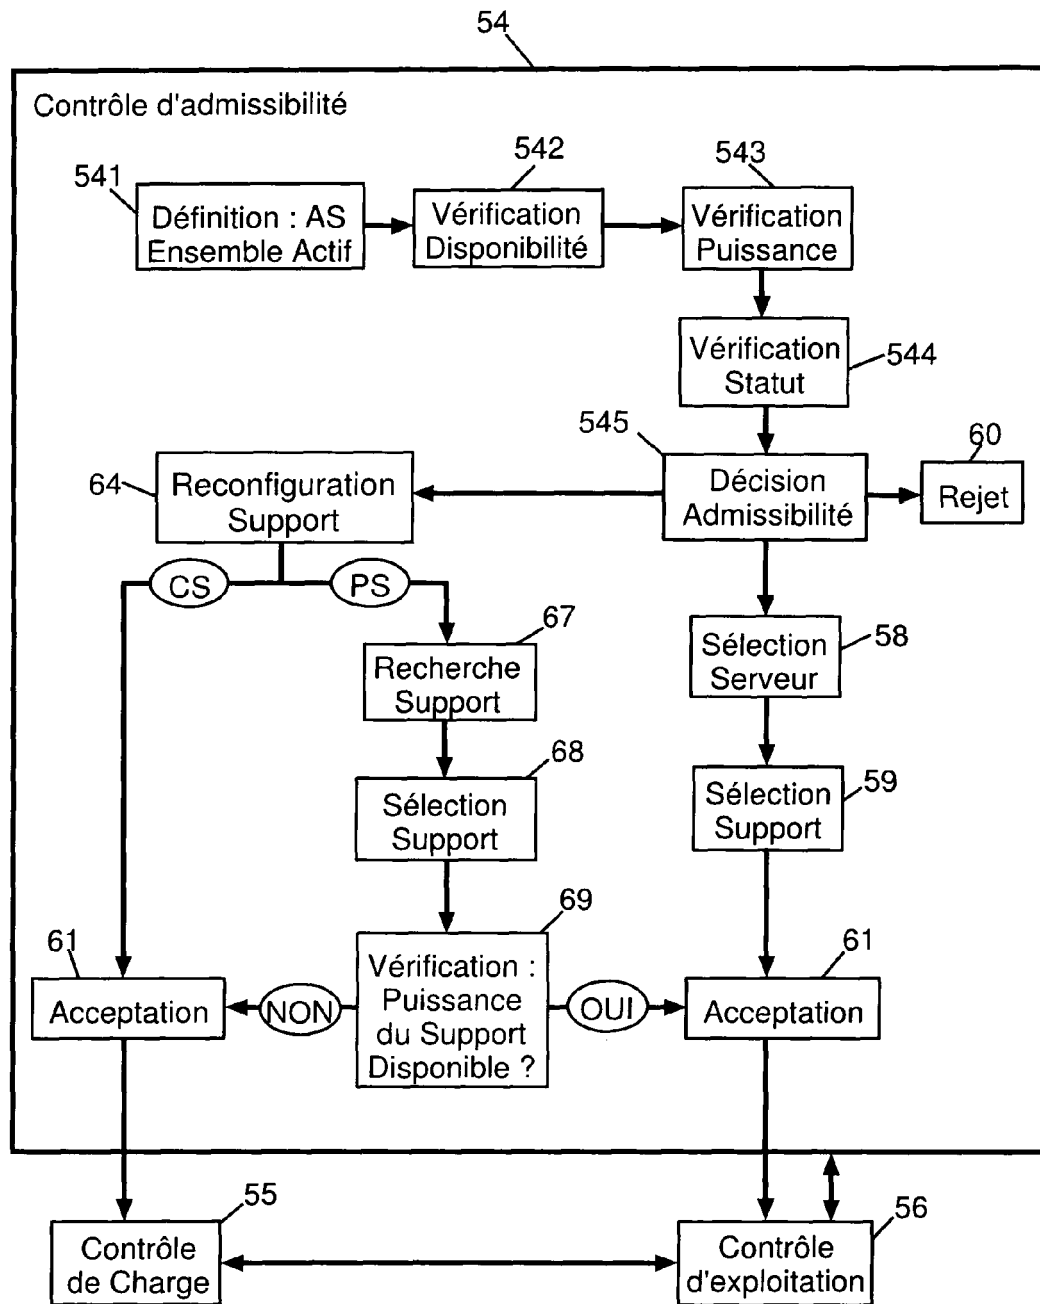 54
Contrôle d'admissibilité
541
Définition : AS
Ensemble Actif
542
Vérification
Disponibilité
543
Vérification
Puissance
Vérification
Statut
544
545
Décision
Admissibilité
60
Rejet
64
Reconfiguration
Support
CS
PS
67
Recherche
Support
Sélection
Serveur
58
68
Sélection
Support
Sélection
Support
59
69
Vérification :
Puissance
du Support
Disponible ?
61
Acceptation
NON
OUI
61
Acceptation
55
Contrôle
de Charge
56
Contrôle
d'exploitation